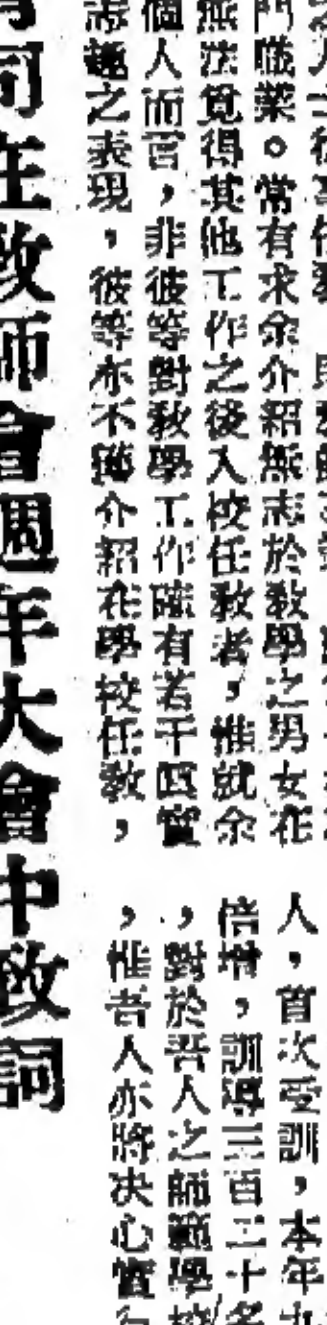 門職業。常有求余介紹無志於教學之男女在
無法覓得其他工作之後入校任教者，惟就余
個人而言，非彼等對教學工作確有若干眞實
志趣之表現，彼等亦不獲介紹在學校任教，
司在教師會週年大會中致詞
人，首次受訓，本年九
倍增，訓導三百二十名
，對於吾人之師範學校
，惟吾人亦將決心實行